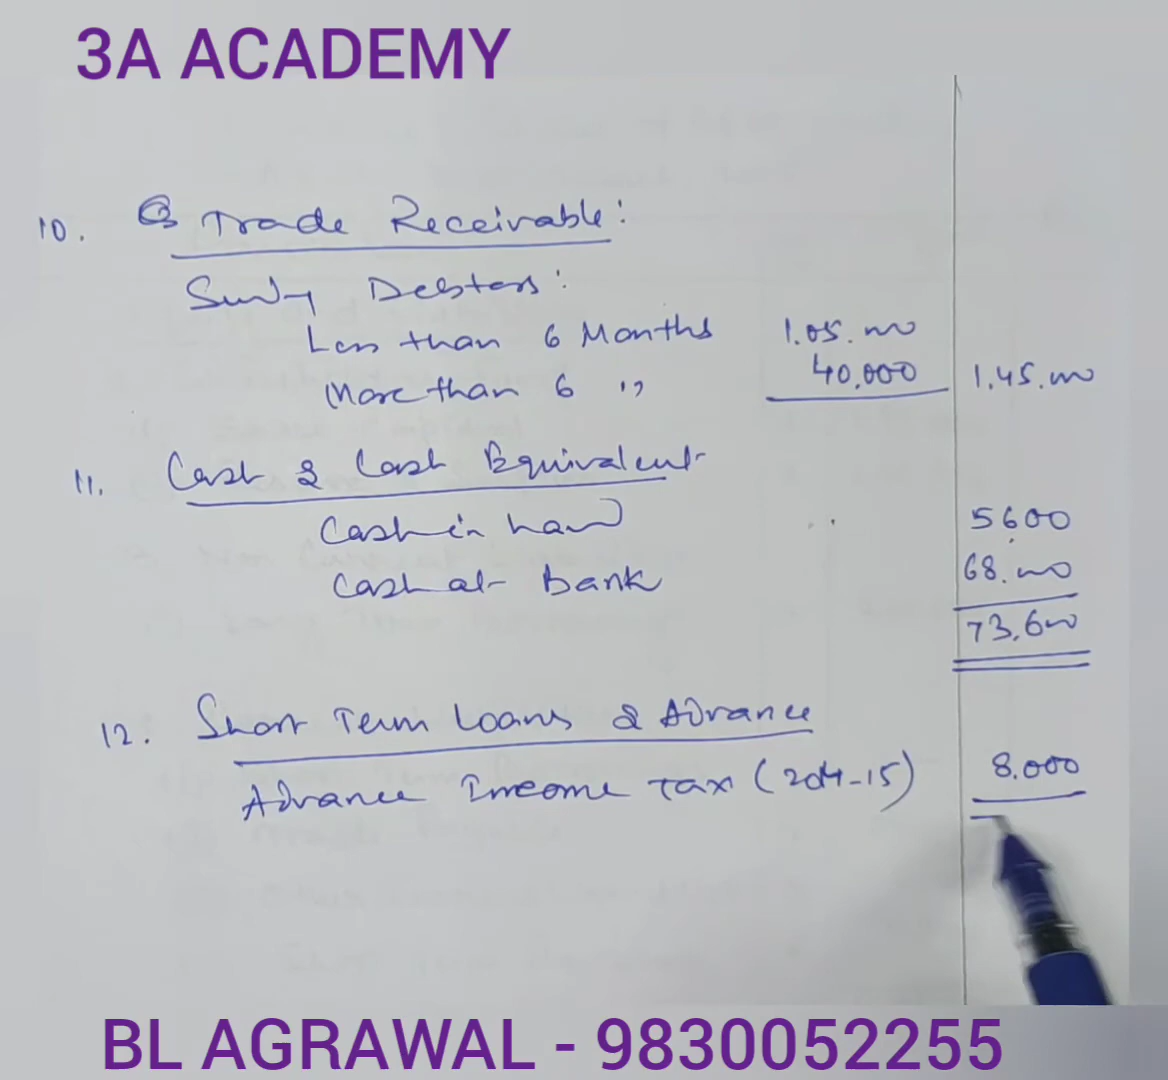 3A ACADEMY
10. Trade Receivable:
Sundry Debtors:
Less than 6 Months 1.05.000
More than 6 ,, 40,000 1.45.000
11. Cash & Cash Equivalent
Cash in hand 5600
Cash at Bank 68.000
73,600
12. Short Term Loans & Advance
Advance Income tax (2014-15) 8.000
BL AGRAWAL - 9830052255